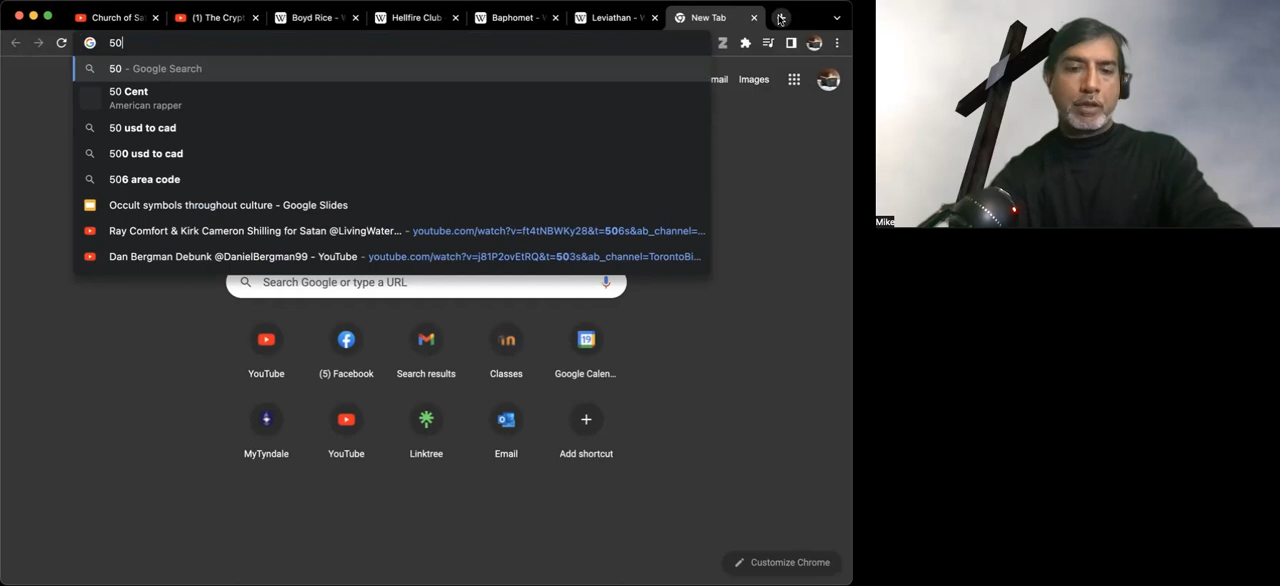 Church of Sa
(1) The Crypt
Boyd Rice - W
Hellfire Club
Baphomet - W
Leviathan - W
New Tab
50
50 - Google Search
50 Cent
American rapper
50 usd to cad
500 usd to cad
506 area code
Occult symbols throughout culture - Google Slides
Ray Comfort & Kirk Cameron Shilling for Satan @LivingWater... - youtube.com/watch?v=ft4tNBWKy28&t=506s&ab_channel=...
Dan Bergman Debunk @DanielBergman99 - YouTube - youtube.com/watch?v=j81P2ovEtRQ&t=503s&ab_channel=TorontoBi...
mail Images
Search Google or type a URL
YouTube
(5) Facebook
Search results
Classes
Google Calen...
MyTyndale
YouTube
Linktree
Email
Add shortcut
Customize Chrome
Mike